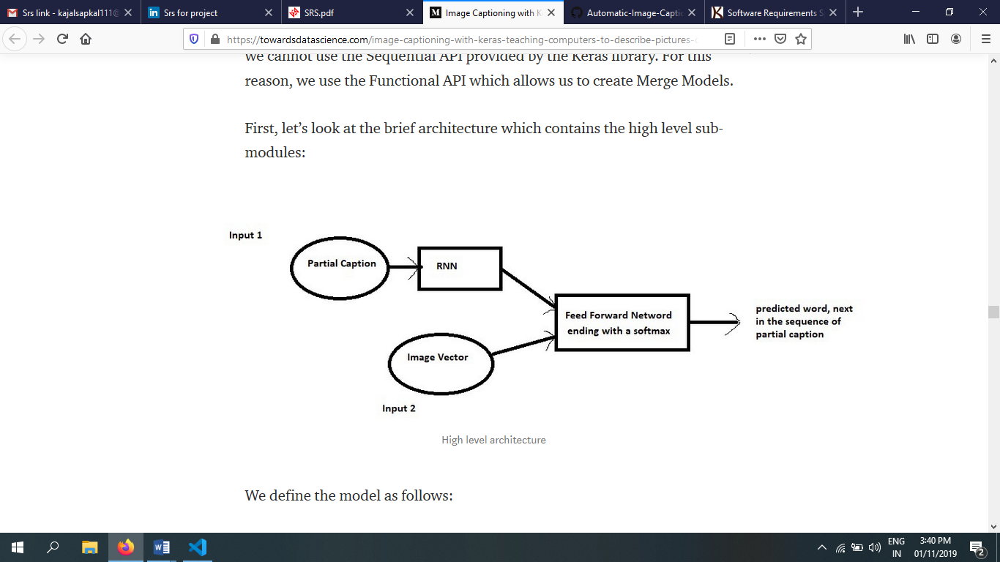 Srs link - kajalsapkal111@
Srs for project
SRS.pdf
Image Captioning with K
Automatic-Image-Captio
Software Requirements S
https://towardsdatascience.com/image-captioning-with-keras-teaching-computers-to-describe-pictures-c
we cannot use the Sequential API provided by the Keras library. For this
reason, we use the Functional API which allows us to create Merge Models.
First, let’s look at the brief architecture which contains the high level sub-
modules:
Input 1
Partial Caption
RNN
Feed Forward Netword
ending with a softmax
predicted word, next
in the sequence of
partial caption
Image Vector
Input 2
High level architecture
We define the model as follows:
ENG
IN
3:40 PM
01/11/2019
2